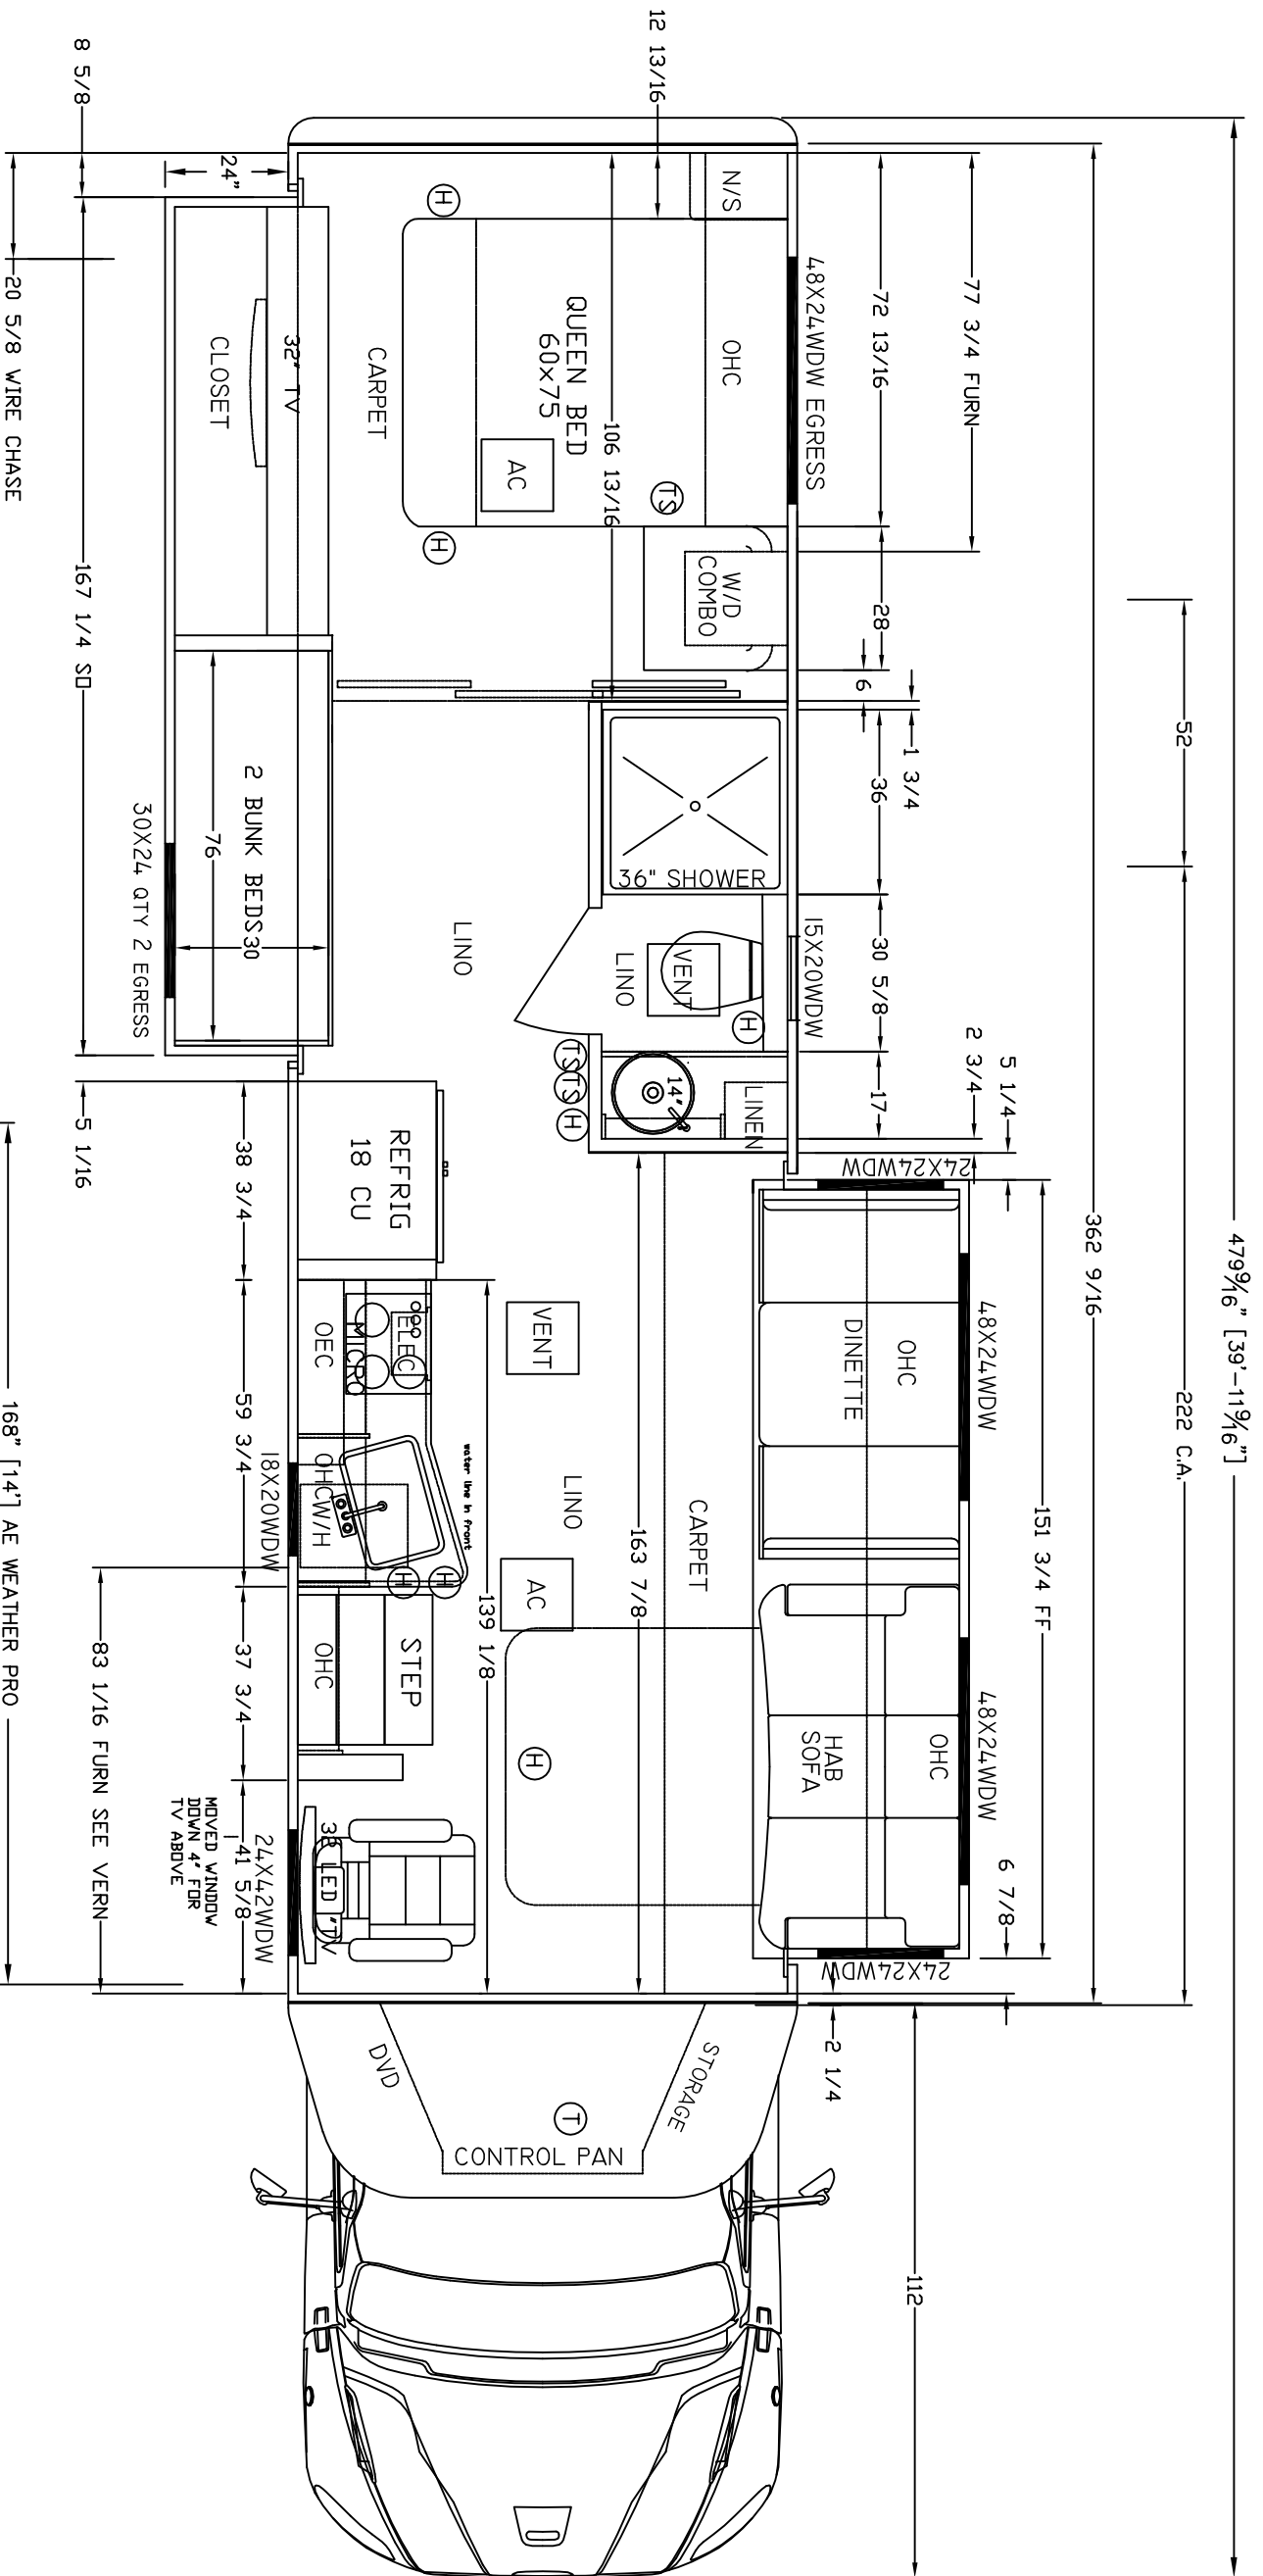 479 9/16" [39'-11 9/16"]
222 C.A.
52
362 9/16
151 3/4 FF
5 1/4
2 3/4
6 7/8
77 3/4 FURN
72 13/16
28
6
1 3/4
36
30 5/8
17
2 1/4
112
12 13/16
48X24WDW EGRESS
15X20WDW
24X24WDW
48X24WDW
48X24WDW
24X24WDW
N/S
OHC
QUEEN BED
60x75
106 13/16
AC
TS
H
H
W/D
COMBO
36" SHOWER
VENT
LINO
H
14"
LINEN
TS
TS
H
OHC
DINETTE
OHC
HAB
SOFA
CARPET
163 7/8
LINO
VENT
AC
H
139 1/8
CARPET
LINO
32" TV
CLOSET
24"
2 BUNK BEDS
30
76
30X24 QTY 2 EGRESS
REFRIG
18 CU
ELEC
MICRO
OEC
water line in front
OHC
W/H
18X20WDW
H
H
STEP
OHC
LED TV
24X42WDW
MOVED WINDOW
DOWN 4" FOR
TV ABOVE
STORAGE
DVD
T
CONTROL PAN
38 3/4
59 3/4
37 3/4
41 5/8
8 5/8
167 1/4 SO
5 1/16
83 1/16 FURN SEE VERN
20 5/8 WIRE CHASE
168" [14'] AE WEATHER PRO